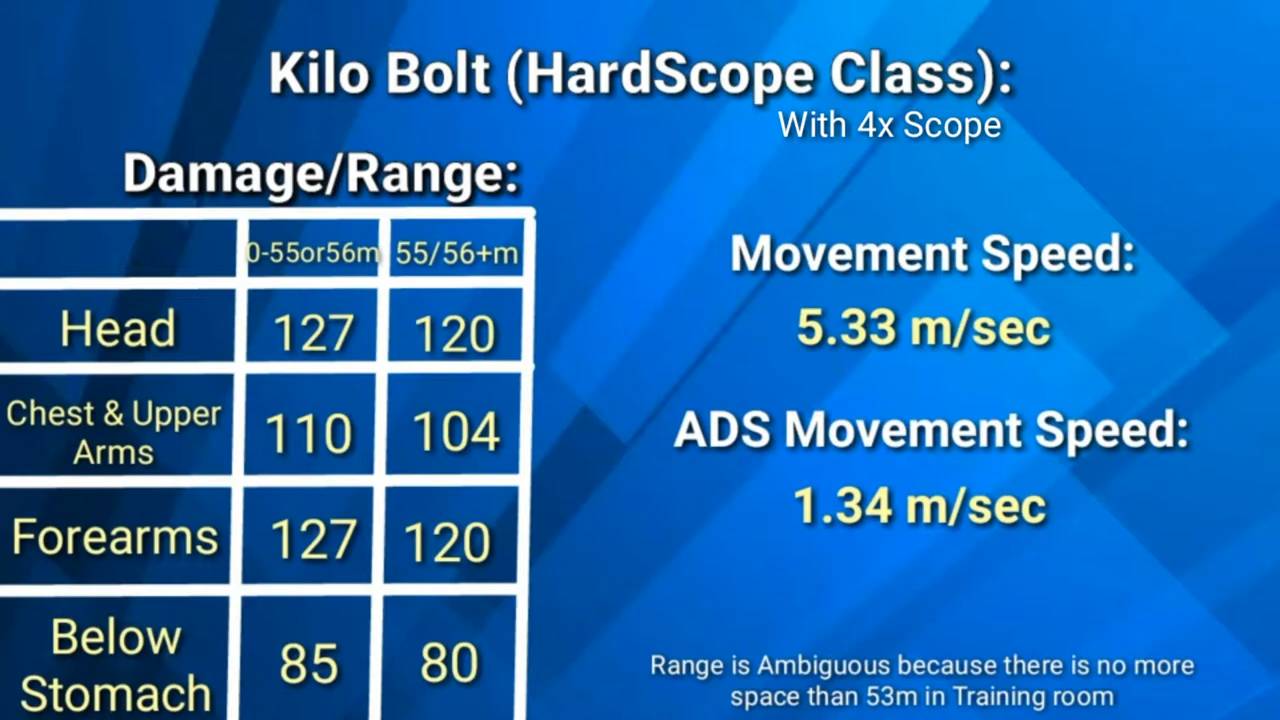 Kilo Bolt (HardScope Class):
With 4x Scope
Damage/Range:
0-55or56m 55/56+m
Head 127 120
Chest & Upper
Arms 110 104
Forearms 127 120
Below
Stomach 85 80
Movement Speed:
5.33 m/sec
ADS Movement Speed:
1.34 m/sec
Range is Ambiguous because there is no more
space than 53m in Training room